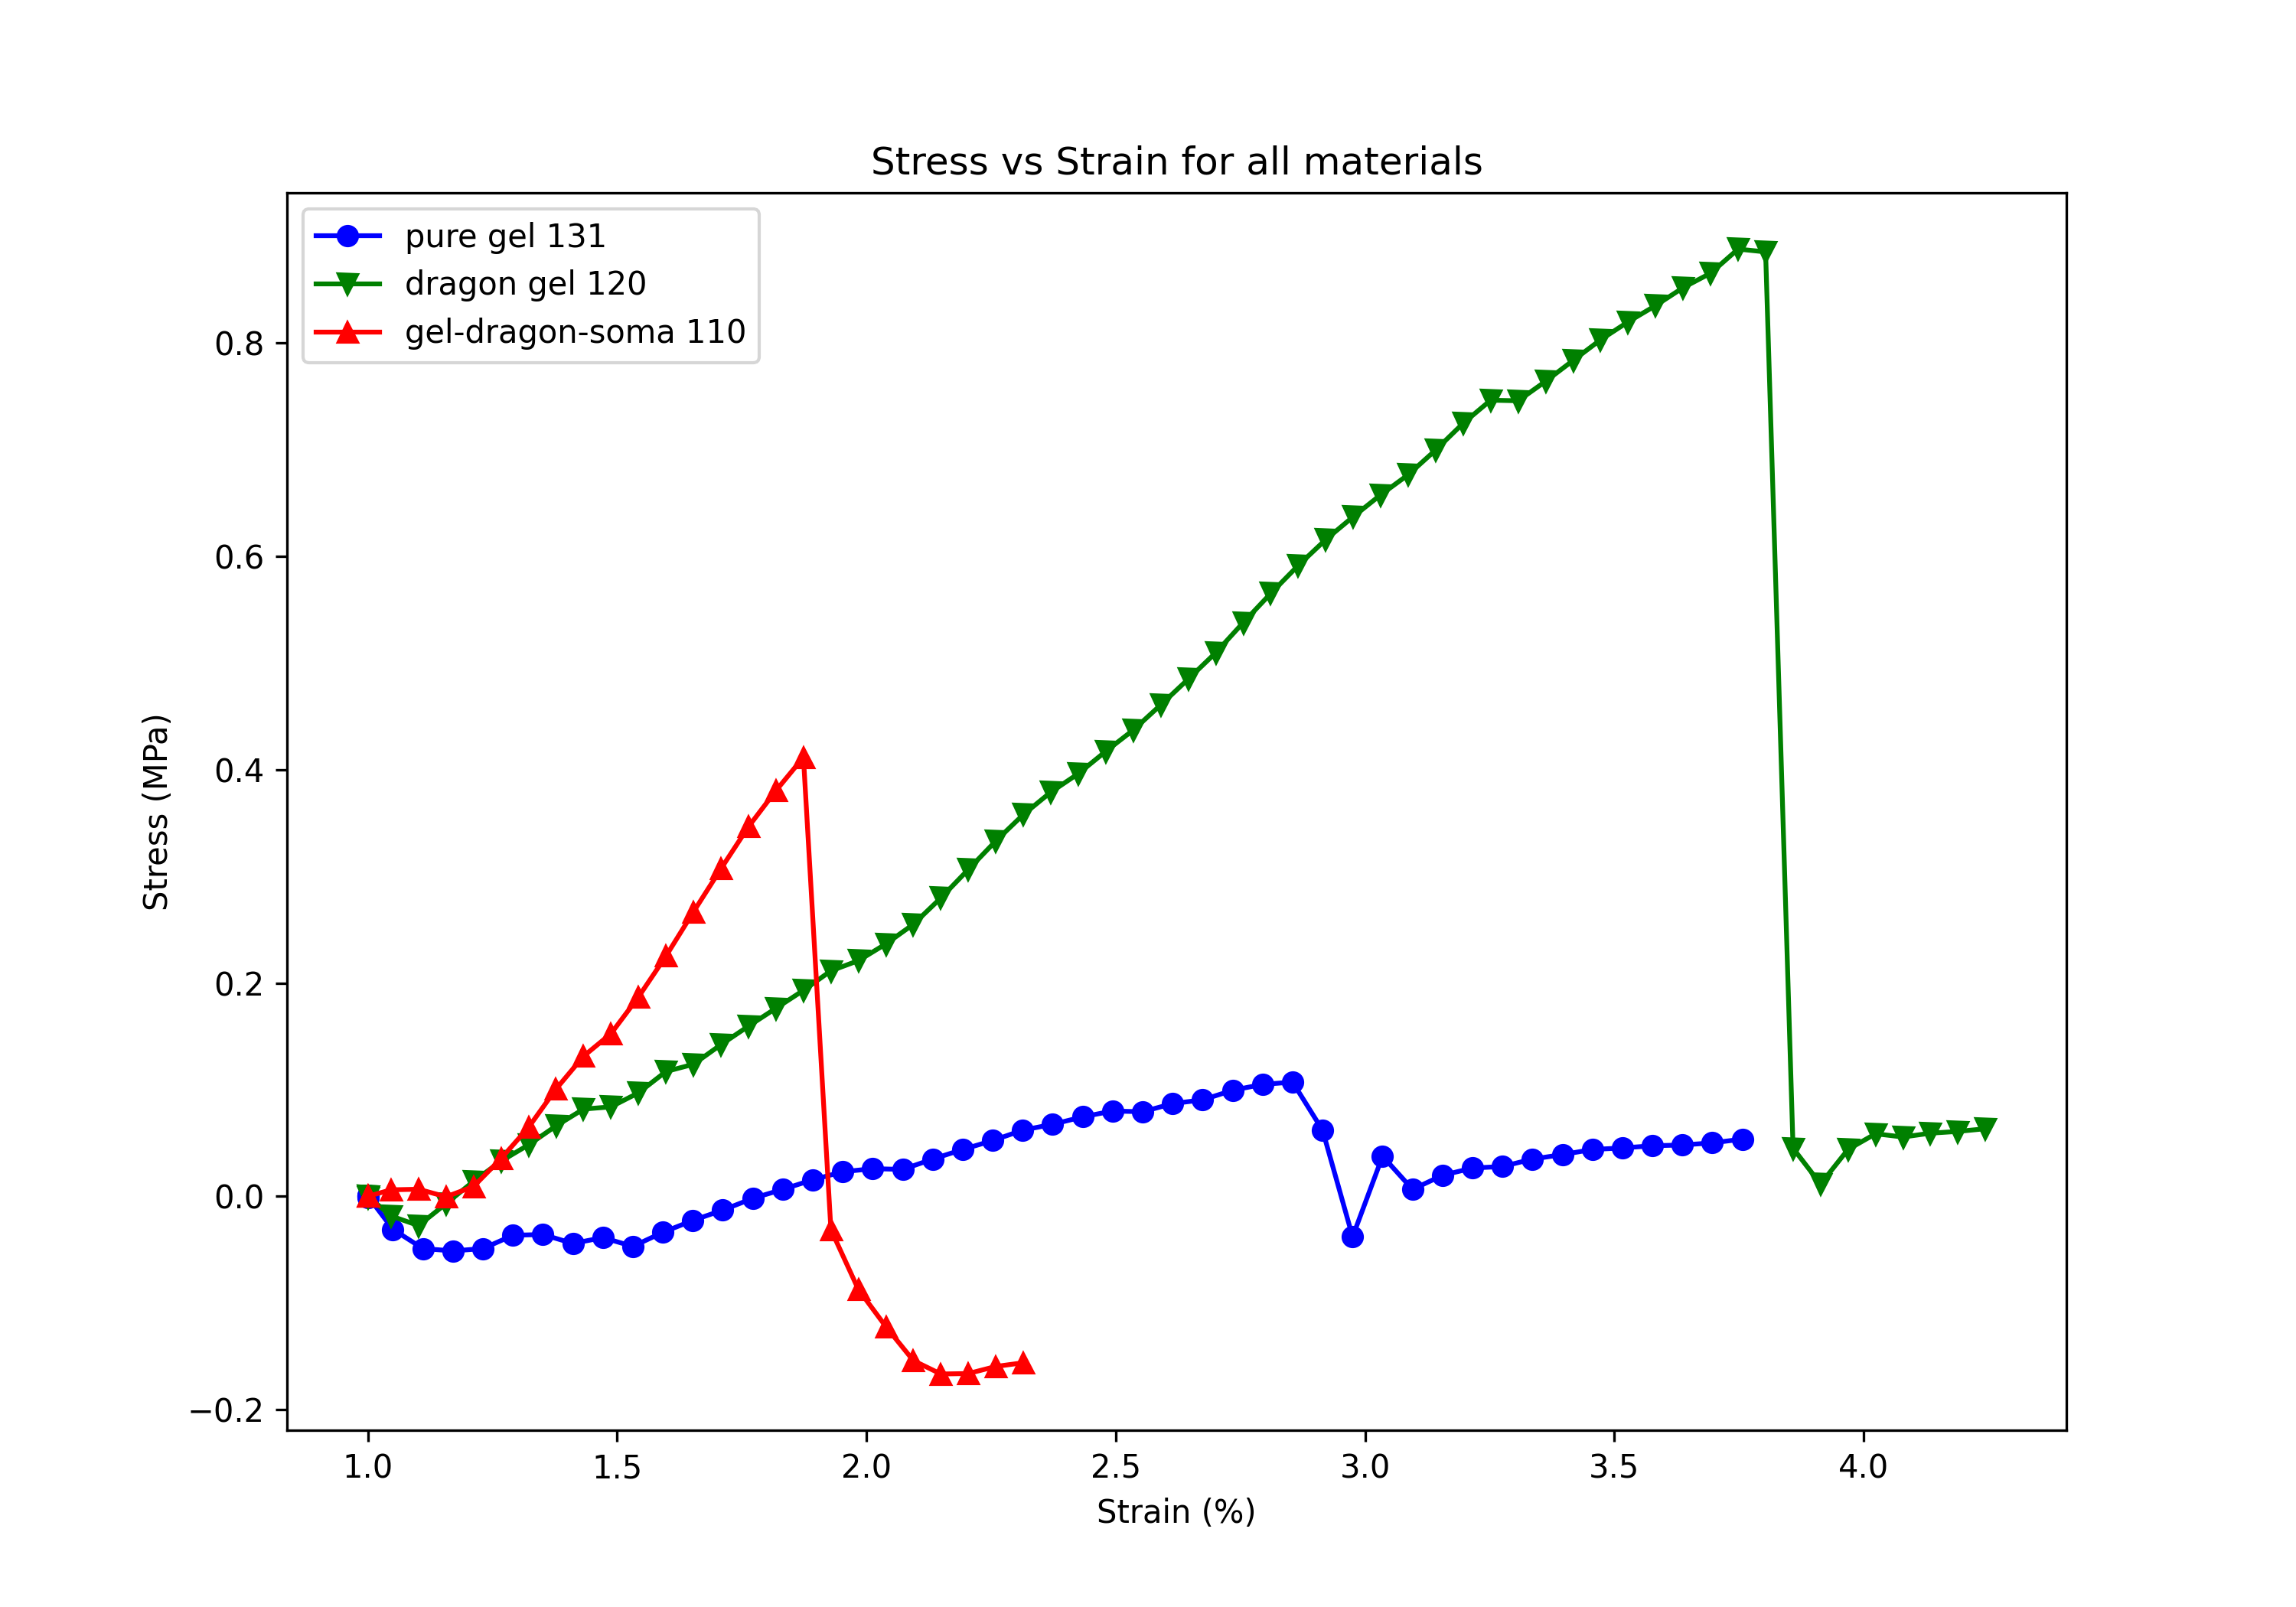 Stress vs Strain for all materials
pure gel 131
dragon gel 120
gel-dragon-soma 110
Stress (MPa)
0.8
0.6
0.4
0.2
0.0
−0.2
1.0 1.5 2.0 2.5 3.0 3.5 4.0
Strain (%)